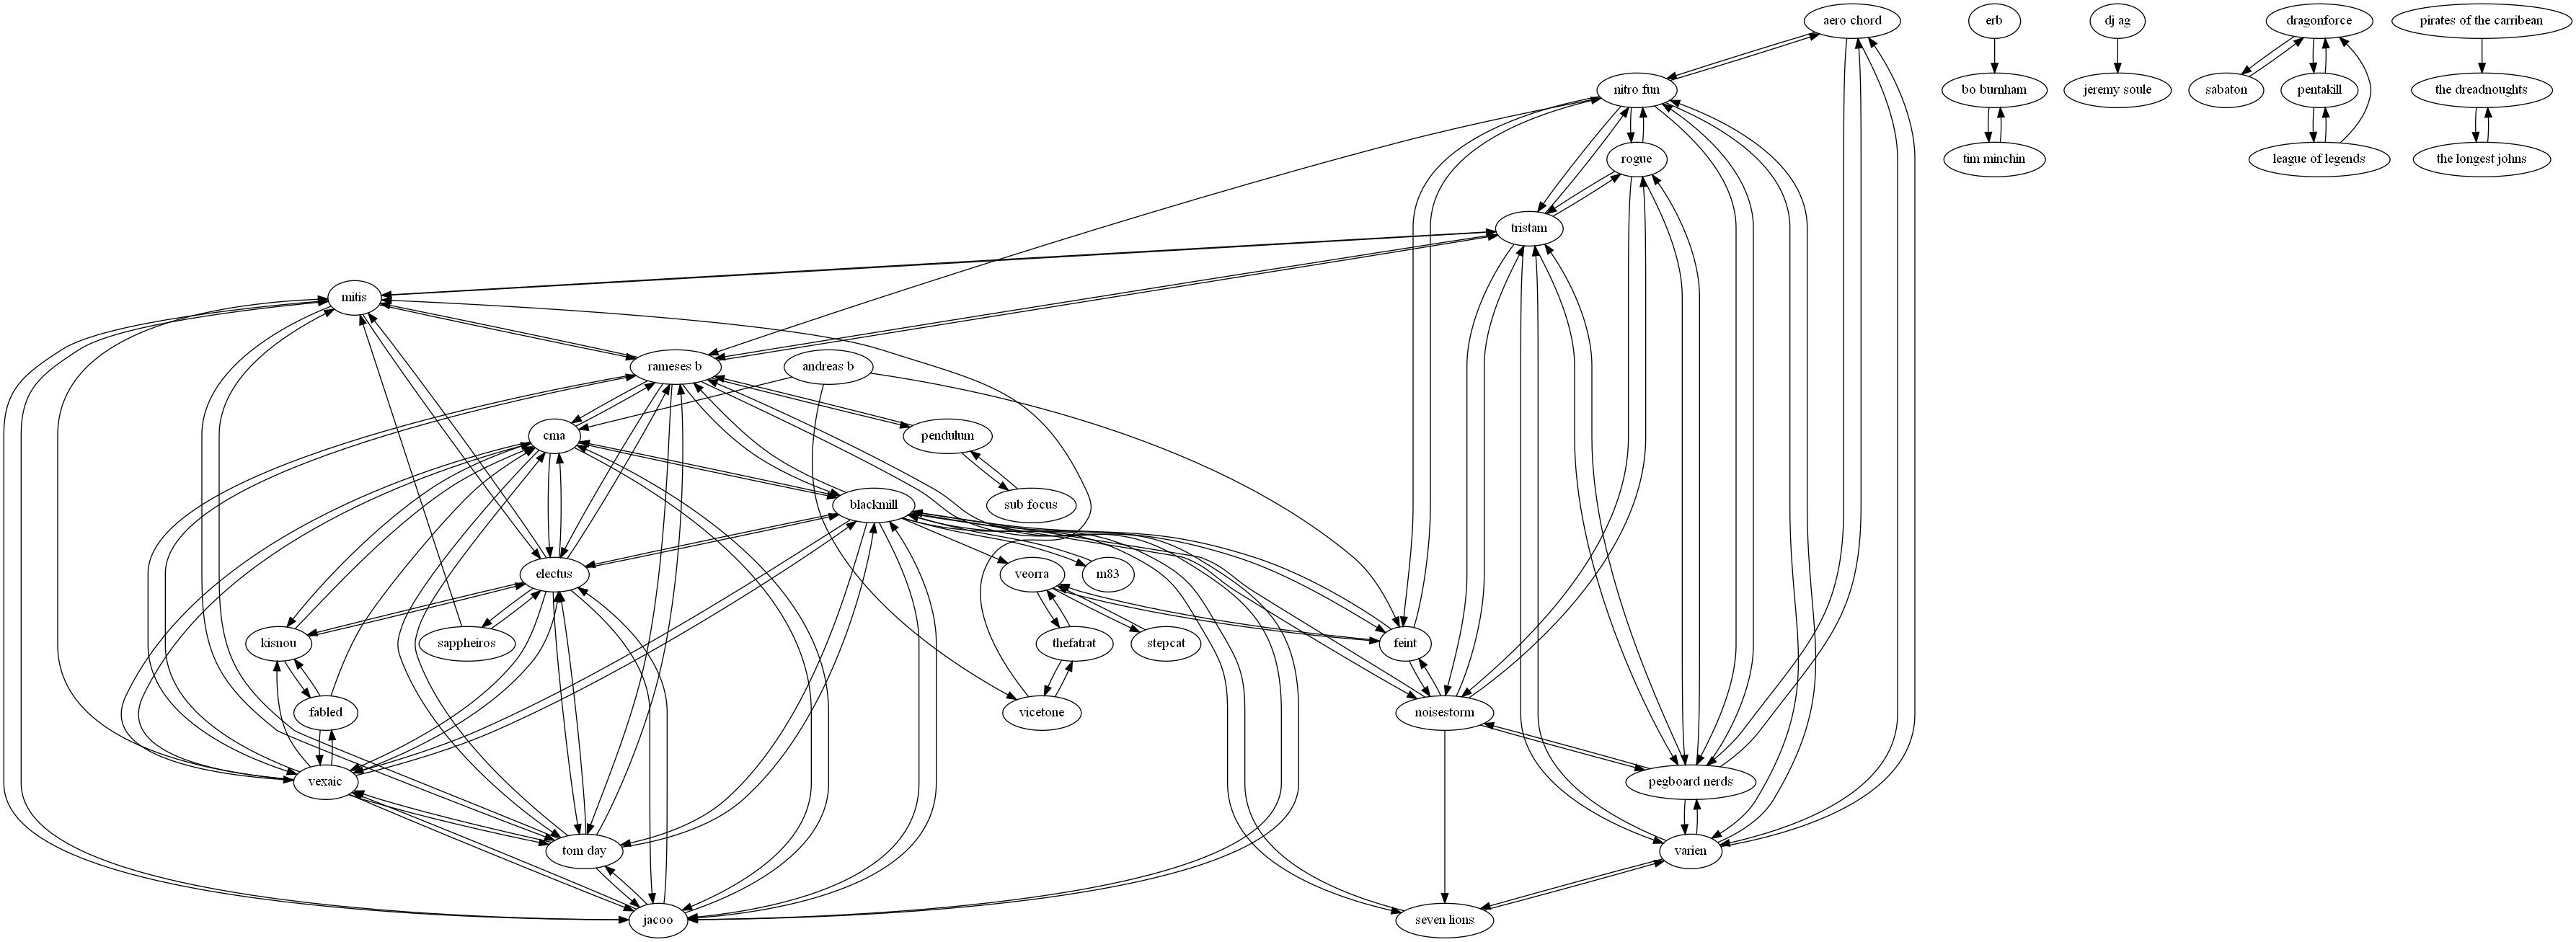 aero chord
erb
dj ag
dragonforce
pirates of the carribean
nitro fun
bo burnham
jeremy soule
sabaton
pentakill
the dreadnoughts
rogue
tim minchin
league of legends
the longest johns
tristam
mitis
rameses b
andreas b
cma
pendulum
blackmill
sub focus
electus
veorra
m83
kisnou
sappheiros
thefatrat
stepcat
feint
fabled
vicetone
noisestorm
vexaic
pegboard nerds
tom day
varien
jacoo
seven lions